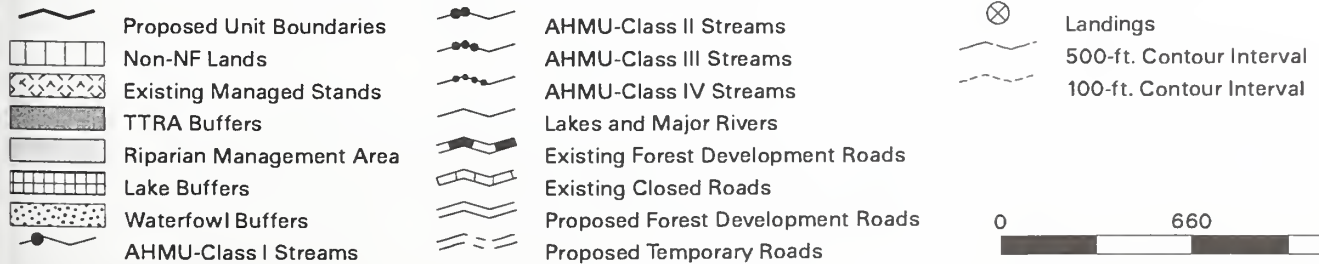 Proposed Unit Boundaries
Non-NF Lands
Existing Managed Stands
TTRA Buffers
Riparian Management Area
Lake Buffers
Waterfowl Buffers
AHMU-Class I Streams
AHMU-Class II Streams
AHMU-Class III Streams
AHMU-Class IV Streams
Lakes and Major Rivers
Existing Forest Development Roads
Existing Closed Roads
Proposed Forest Development Roads
Proposed Temporary Roads
Landings
500-ft. Contour Interval
100-ft. Contour Interval
0 660